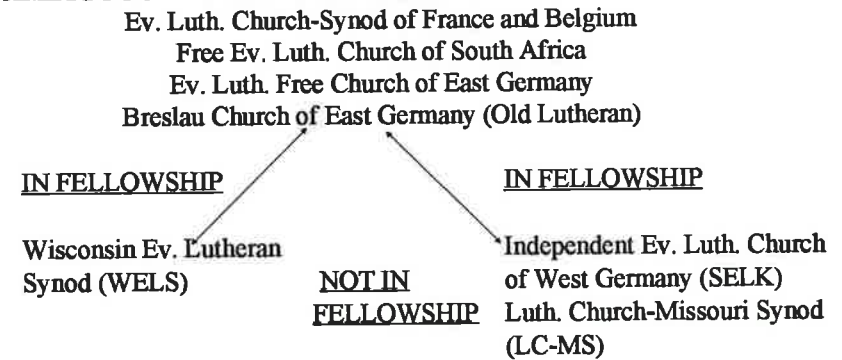 Ev. Luth. Church-Synod of France and Belgium
Free Ev. Luth. Church of South Africa
Ev. Luth. Free Church of East Germany
Breslau Church of East Germany (Old Lutheran)
IN FELLOWSHIP
IN FELLOWSHIP
Wisconsin Ev. Lutheran
Synod (WELS)
NOT IN
FELLOWSHIP
Independent Ev. Luth. Church
of West Germany (SELK)
Luth. Church-Missouri Synod
(LC-MS)